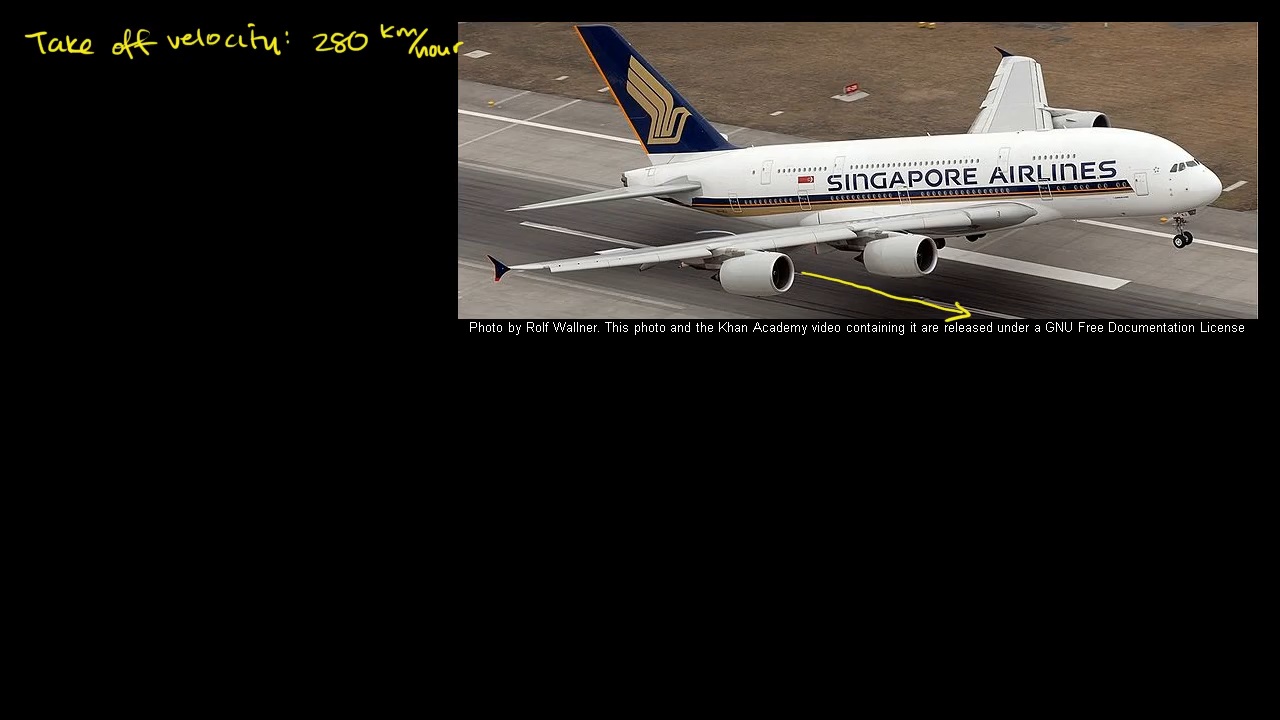 Take off velocity: 280 km/hour
SINGAPORE AIRLINES
Photo by Rolf Wallner. This photo and the Khan Academy video containing it are released under a GNU Free Documentation License